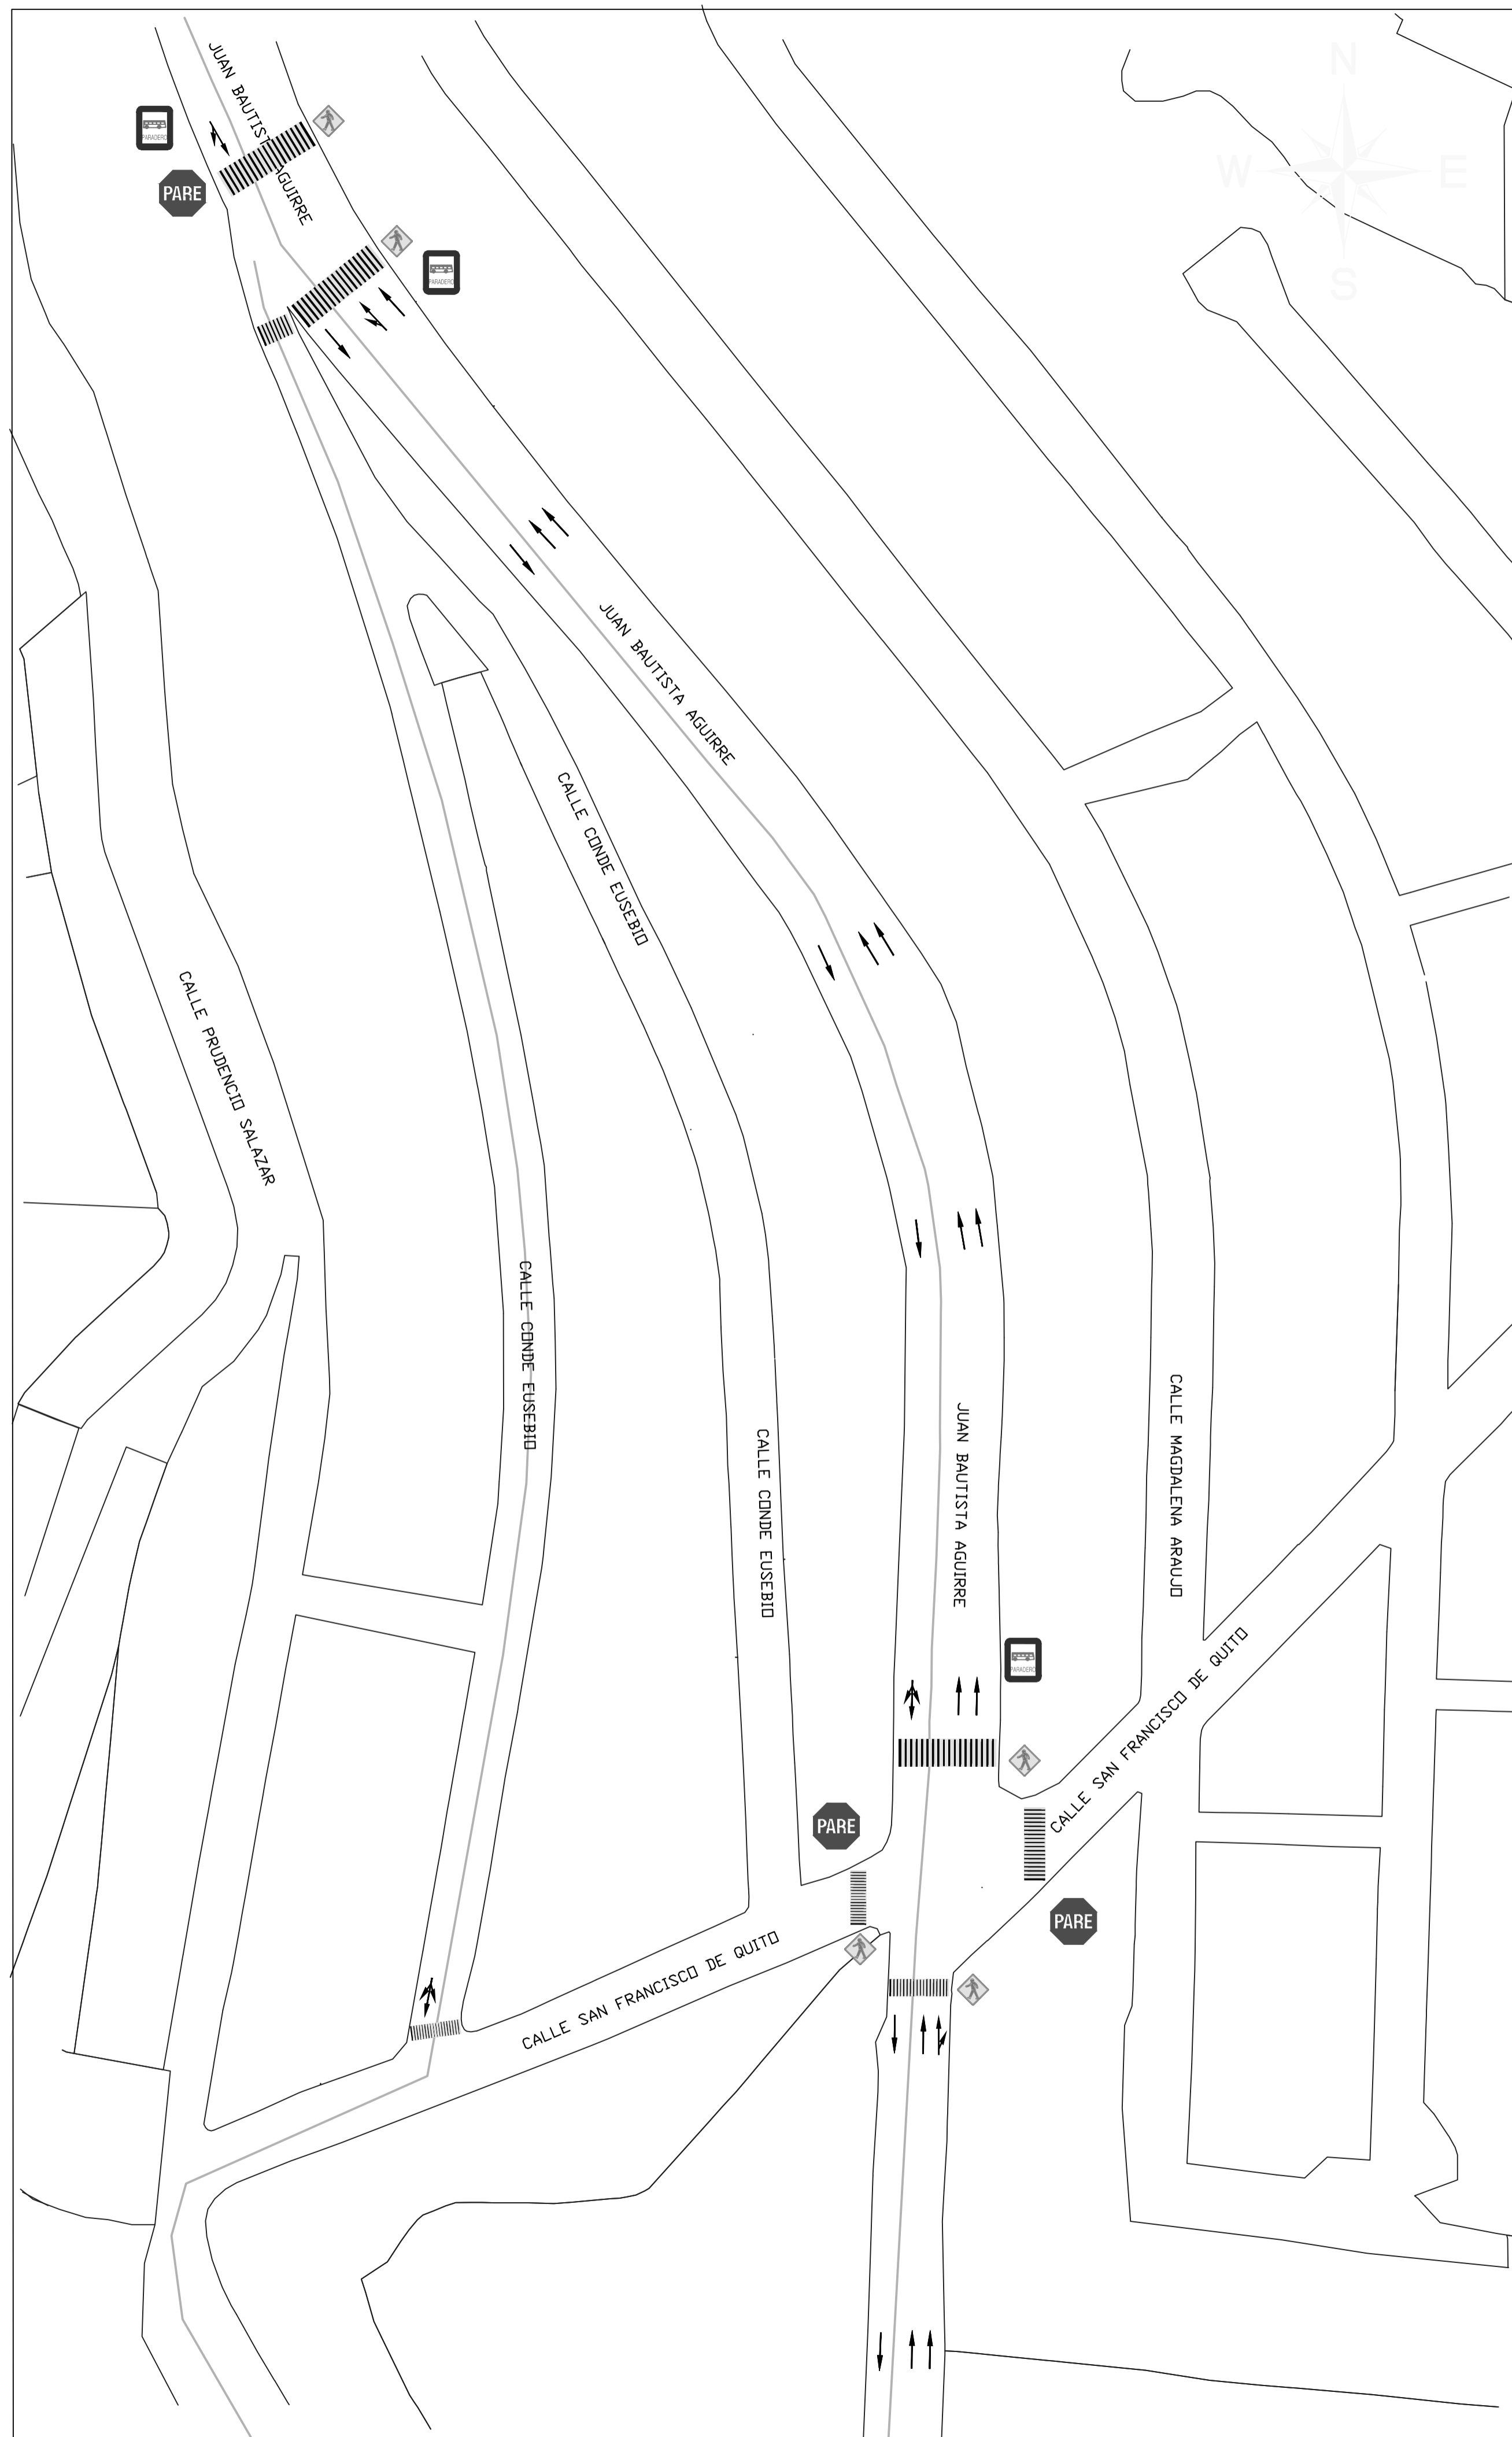 JUAN BAUTISTA AGUIRRE
N
PARADERO
W
E
PARE
PARADERO
S
JUAN BAUTISTA AGUIRRE
CALLE CONDE EUSEBIO
CALLE PRUDENCIO SALAZAR
CALLE CONDE EUSEBIO
CALLE MAGDALENA ARAUJO
JUAN BAUTISTA AGUIRRE
CALLE CONDE EUSEBIO
PARADERO
CALLE SAN FRANCISCO DE QUITO
PARE
PARE
CALLE SAN FRANCISCO DE QUITO